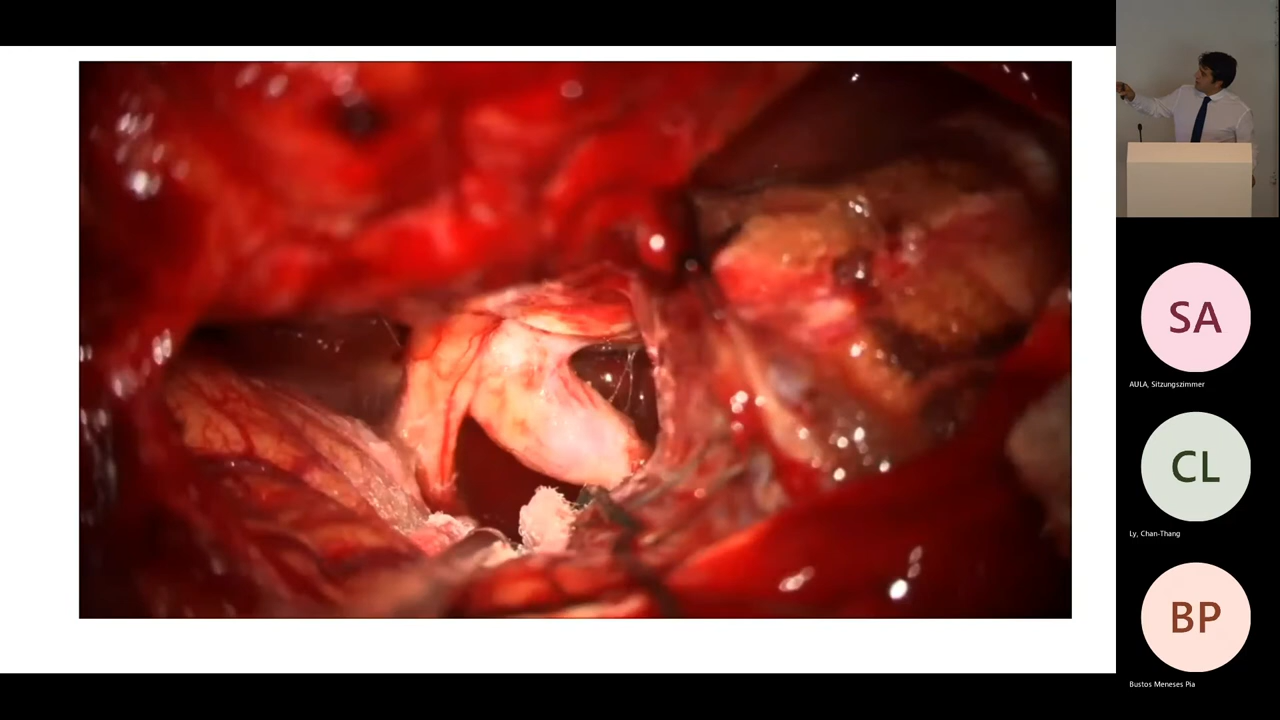 SA
AULA, Sitzungszimmer
CL
Ly, Chan-Thang
BP
Bustos Meneses Pia